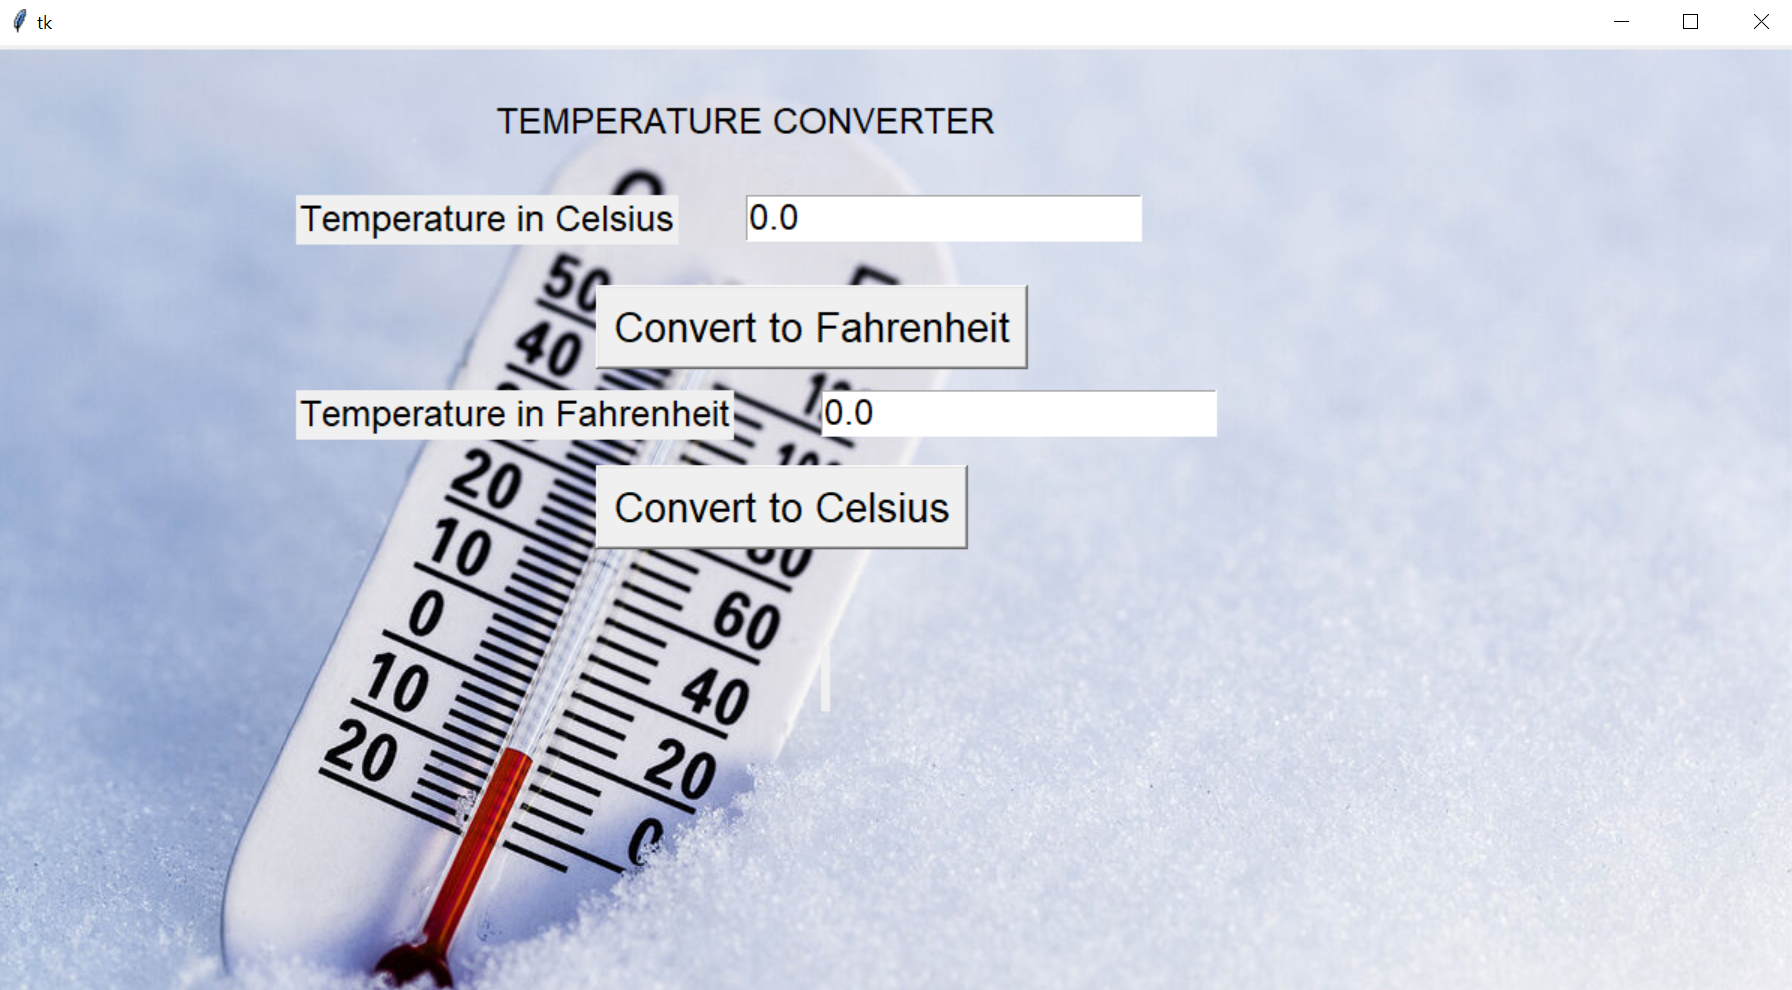 tk
TEMPERATURE CONVERTER
Temperature in Celsius
0.0
Convert to Fahrenheit
Temperature in Fahrenheit
0.0
Convert to Celsius
50
40
20
10
0
10
20
80
60
40
20
0